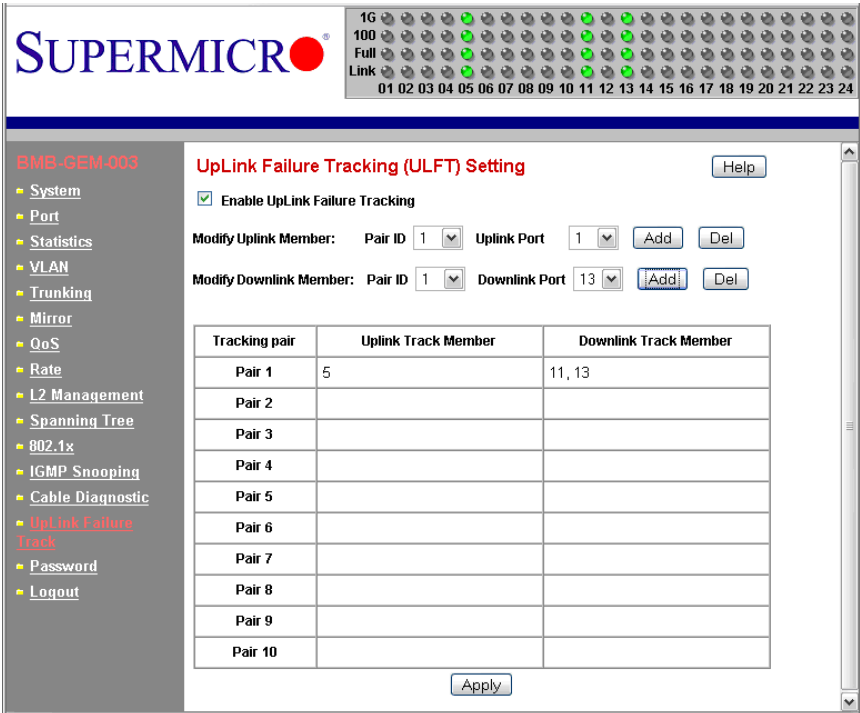 SUPERMICRO®
1G
100
Full
Link
01 02 03 04 05 06 07 08 09 10 11 12 13 14 15 16 17 18 19 20 21 22 23 24
BMB-GEM-003
System
Port
Statistics
VLAN
Trunking
Mirror
QoS
Rate
L2 Management
Spanning Tree
802.1x
IGMP Snooping
Cable Diagnostic
UpLink Failure
Track
Password
Logout
UpLink Failure Tracking (ULFT) Setting Help
Enable UpLink Failure Tracking
Modify Uplink Member: Pair ID 1 Uplink Port 1 Add Del
Modify Downlink Member: Pair ID 1 Downlink Port 13 Add Del
Tracking pair Uplink Track Member Downlink Track Member
Pair 1 5 11, 13
Pair 2
Pair 3
Pair 4
Pair 5
Pair 6
Pair 7
Pair 8
Pair 9
Pair 10
Apply